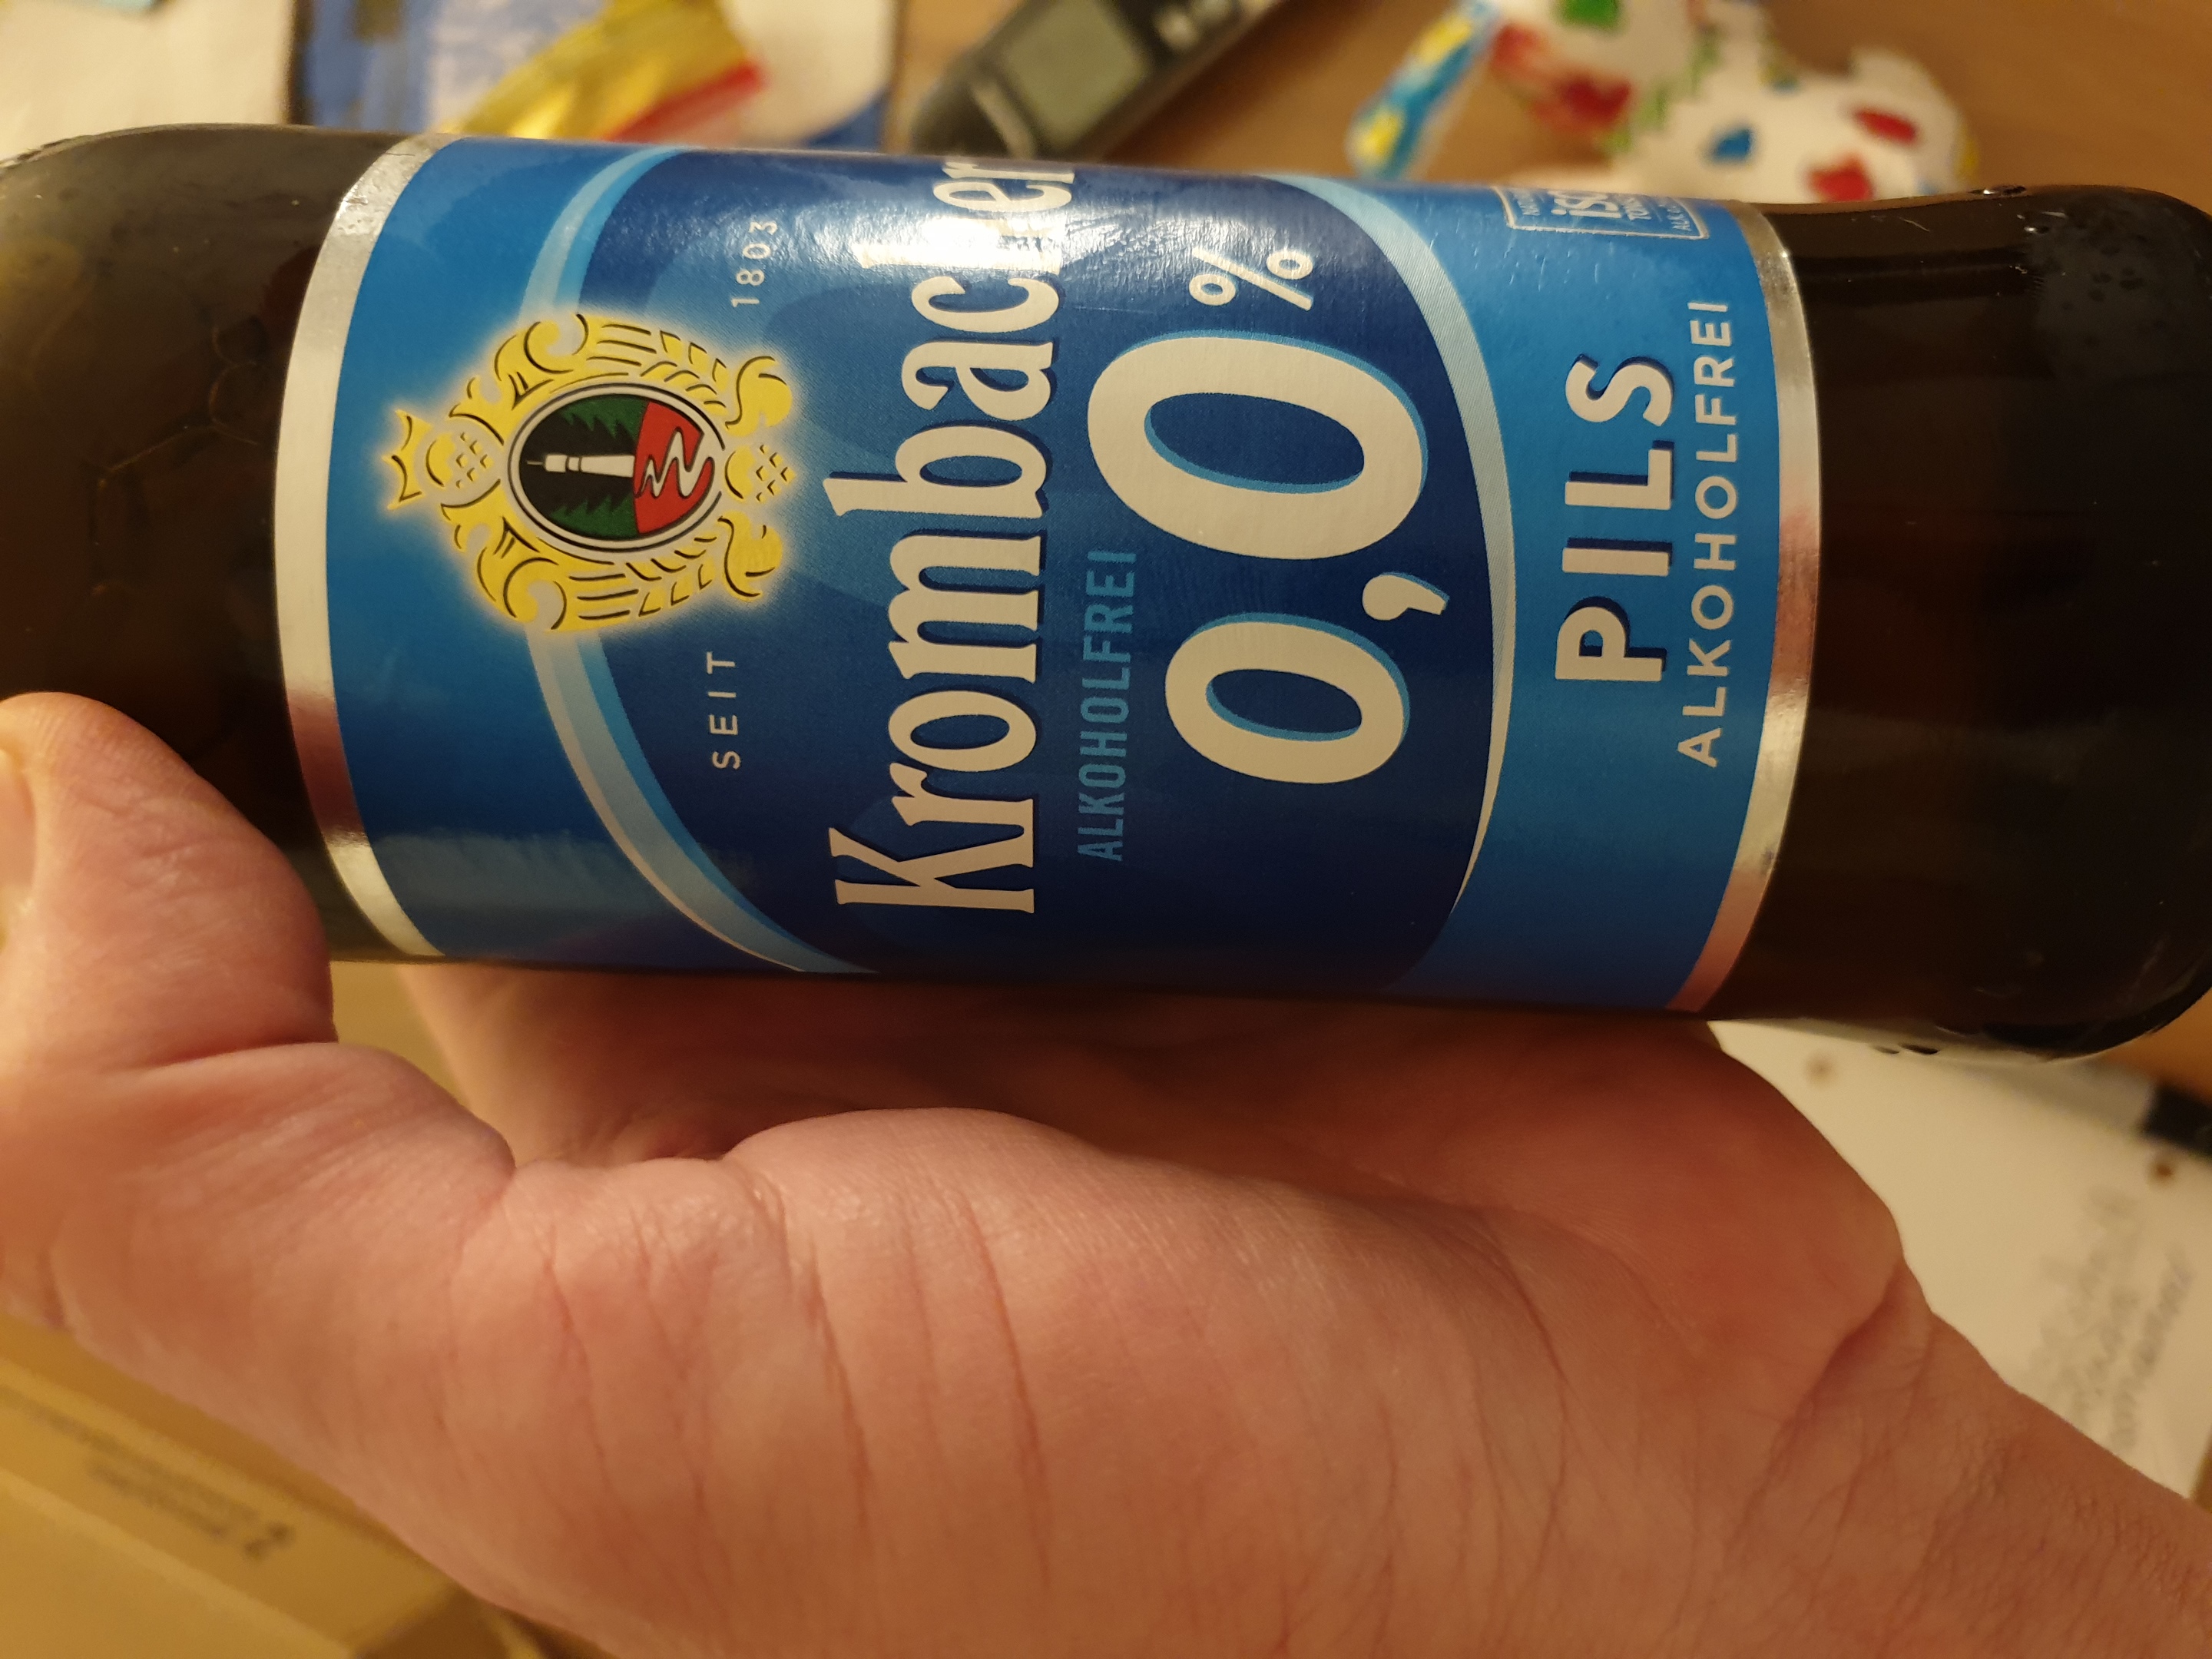 SEIT 1803
Krombacher
ALKOHOLFREI
0,0%
PILS
ALKOHOLFREI